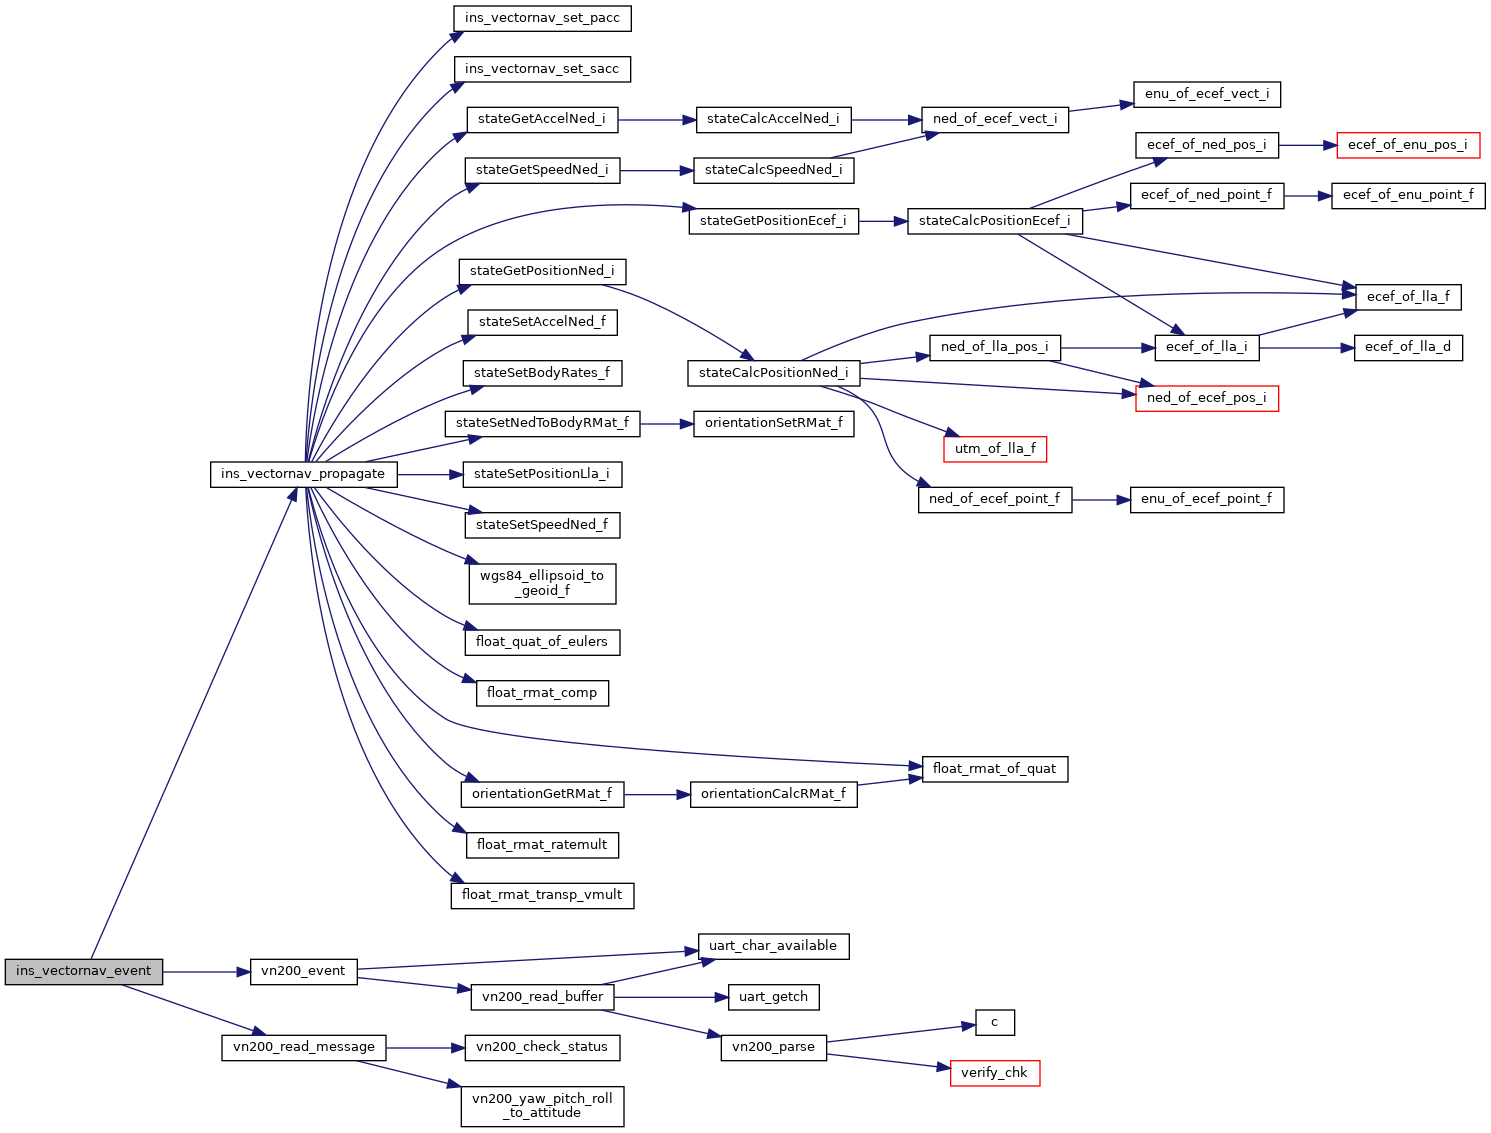 ins_vectornav_set_pacc
ins_vectornav_set_sacc
enu_of_ecef_vect_i
stateGetAccelNed_i
stateCalcAccelNed_i
ned_of_ecef_vect_i
ecef_of_ned_pos_i
ecef_of_enu_pos_i
stateGetSpeedNed_i
stateCalcSpeedNed_i
ecef_of_ned_point_f
ecef_of_enu_point_f
stateGetPositionEcef_i
stateCalcPositionEcef_i
stateGetPositionNed_i
ecef_of_lla_f
stateSetAccelNed_f
ned_of_lla_pos_i
ecef_of_lla_i
ecef_of_lla_d
stateSetBodyRates_f
stateCalcPositionNed_i
ned_of_ecef_pos_i
stateSetNedToBodyRMat_f
orientationSetRMat_f
utm_of_lla_f
ins_vectornav_propagate
stateSetPositionLla_i
ned_of_ecef_point_f
enu_of_ecef_point_f
stateSetSpeedNed_f
wgs84_ellipsoid_to
_geoid_f
float_quat_of_eulers
float_rmat_comp
float_rmat_of_quat
orientationGetRMat_f
orientationCalcRMat_f
float_rmat_ratemult
float_rmat_transp_vmult
uart_char_available
ins_vectornav_event
vn200_event
vn200_read_buffer
uart_getch
c
vn200_read_message
vn200_check_status
vn200_parse
verify_chk
vn200_yaw_pitch_roll
_to_attitude